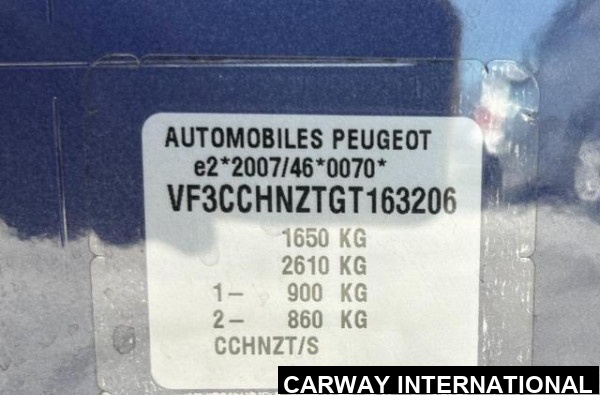 AUTOMOBILES PEUGEOT
e2*2007/46*0070*
VF3CCHNZTGT163206
1650 KG
2610 KG
1- 900 KG
2- 860 KG
CCHNZT/S
CARWAY INTERNATIONAL